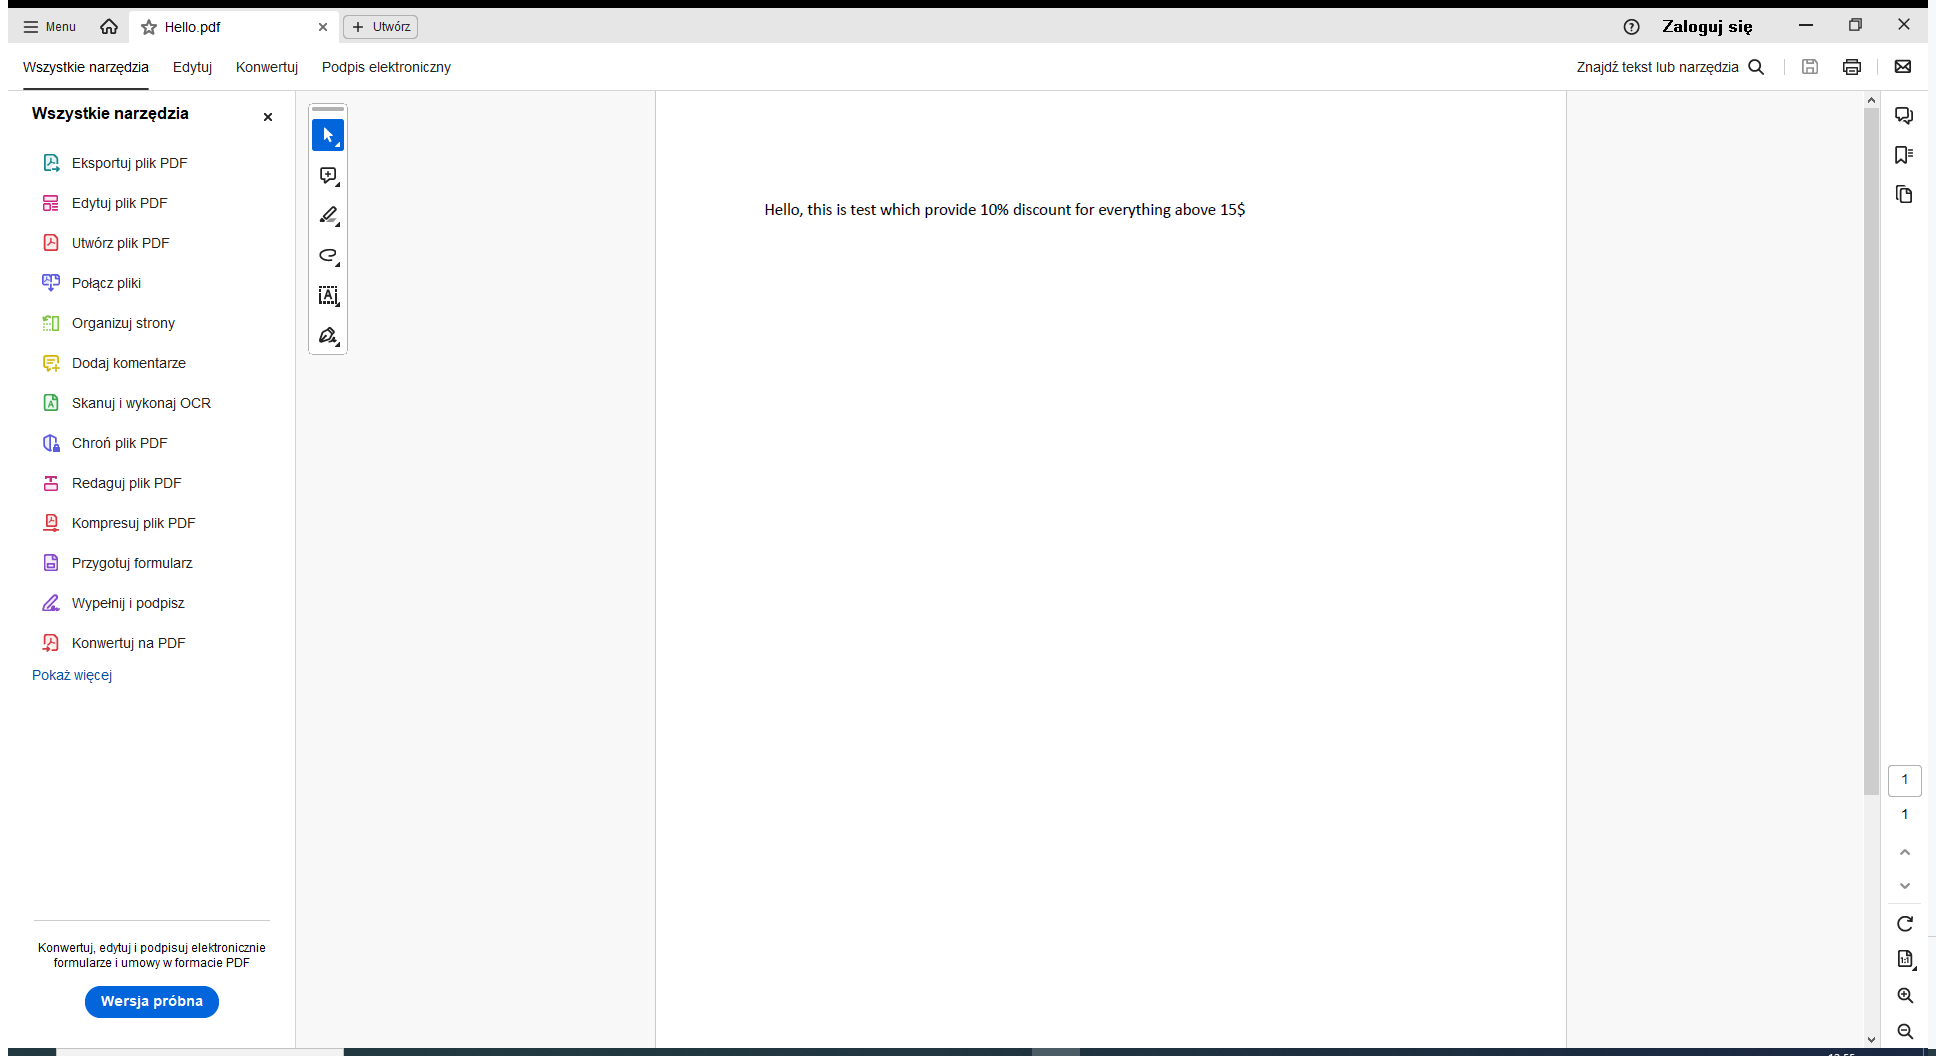 Menu
Hello.pdf
Utwórz
Zaloguj się
Wszystkie narzędzia
Edytuj
Konwertuj
Podpis elektroniczny
Znajdź tekst lub narzędzia
Wszystkie narzędzia
Eksportuj plik PDF
Edytuj plik PDF
Utwórz plik PDF
Połącz pliki
Organizuj strony
Dodaj komentarze
Skanuj i wykonaj OCR
Chroń plik PDF
Redaguj plik PDF
Kompresuj plik PDF
Przygotuj formularz
Wypełnij i podpisz
Konwertuj na PDF
Pokaż więcej
Konwertuj, edytuj i podpisuj elektronicznie
formularze i umowy w formacie PDF
Wersja próbna
Hello, this is test which provide 10% discount for everything above 15$
1
1